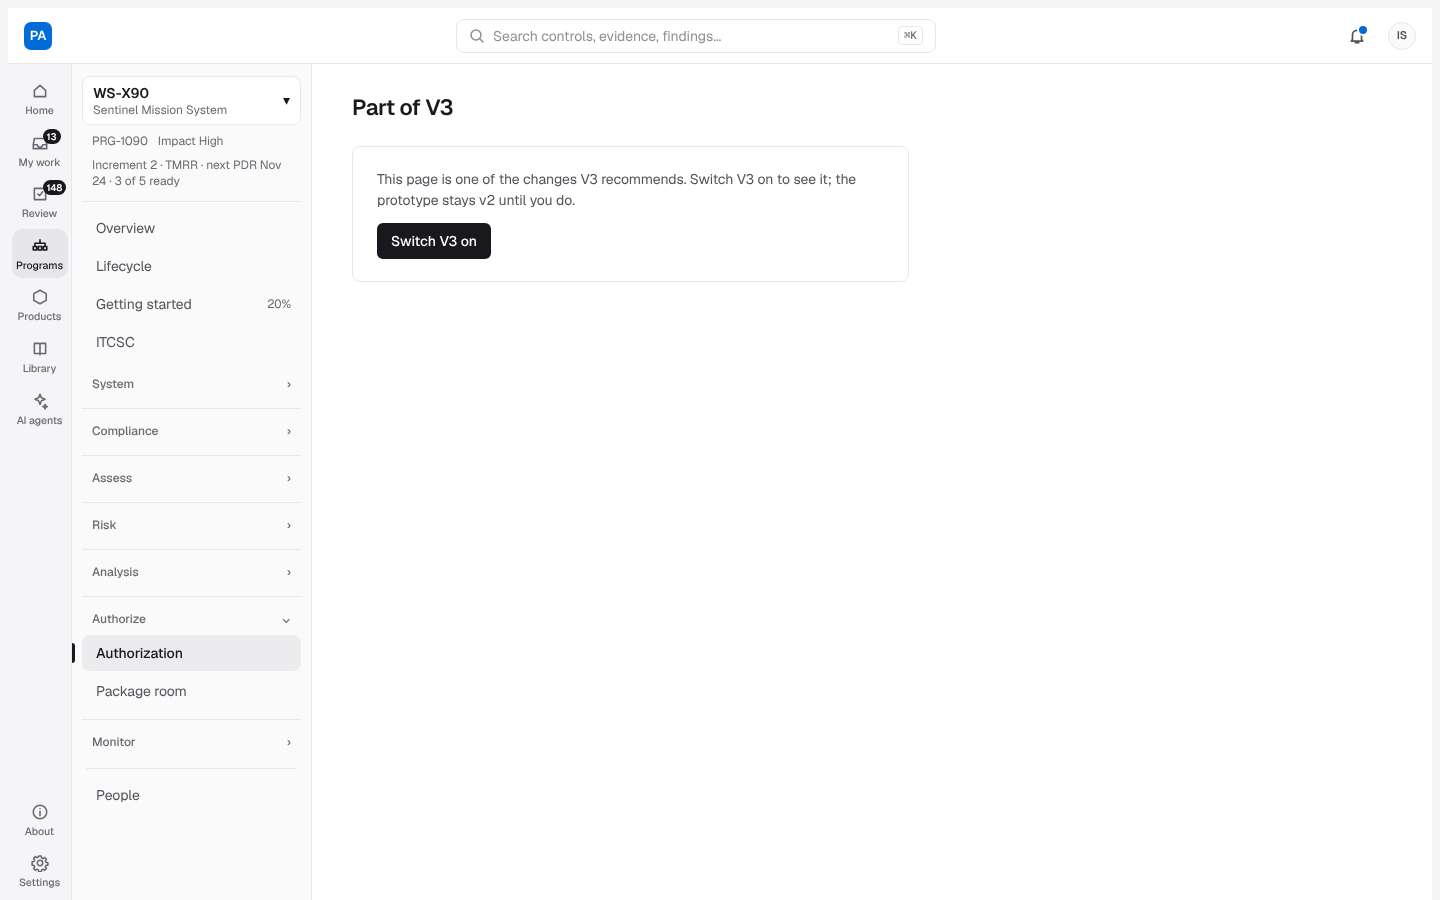 PA
Search controls, evidence, findings...
⌘K
IS
Home
13
My work
148
Review
Programs
Products
Library
AI agents
About
Settings
WS-X90
Sentinel Mission System
PRG-1090 Impact High
Increment 2 · TMRR · next PDR Nov
24 · 3 of 5 ready
Overview
Lifecycle
Getting started 20%
ITCSC
System
Compliance
Assess
Risk
Analysis
Authorize
Authorization
Package room
Monitor
People
Part of V3
This page is one of the changes V3 recommends. Switch V3 on to see it; the
prototype stays v2 until you do.
Switch V3 on